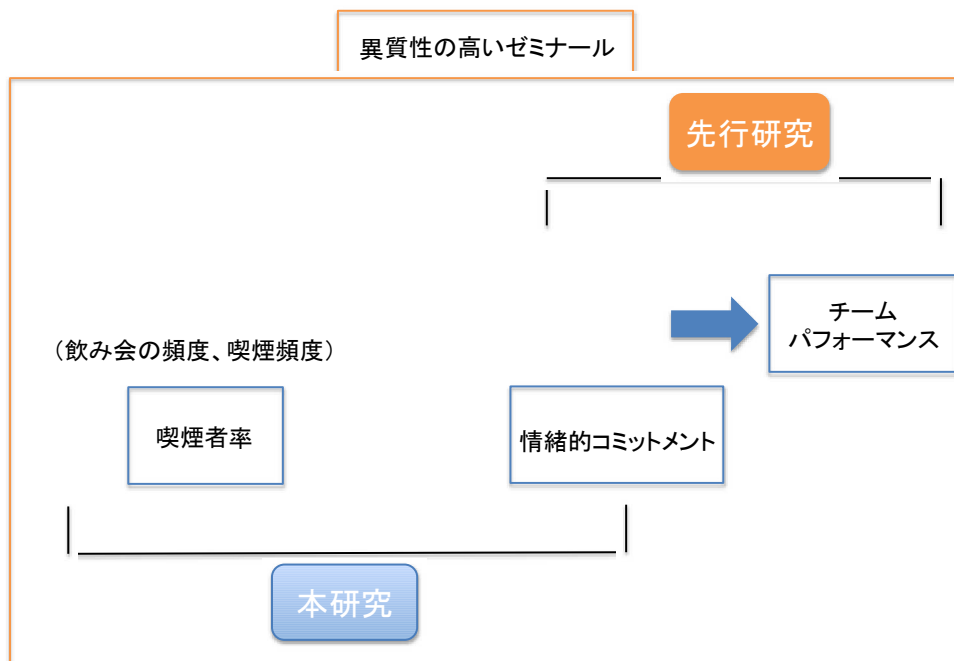 異質性の高いゼミナール
先行研究
チーム
パフォーマンス
（飲み会の頻度、喫煙頻度）
喫煙者率
情緒的コミットメント
本研究